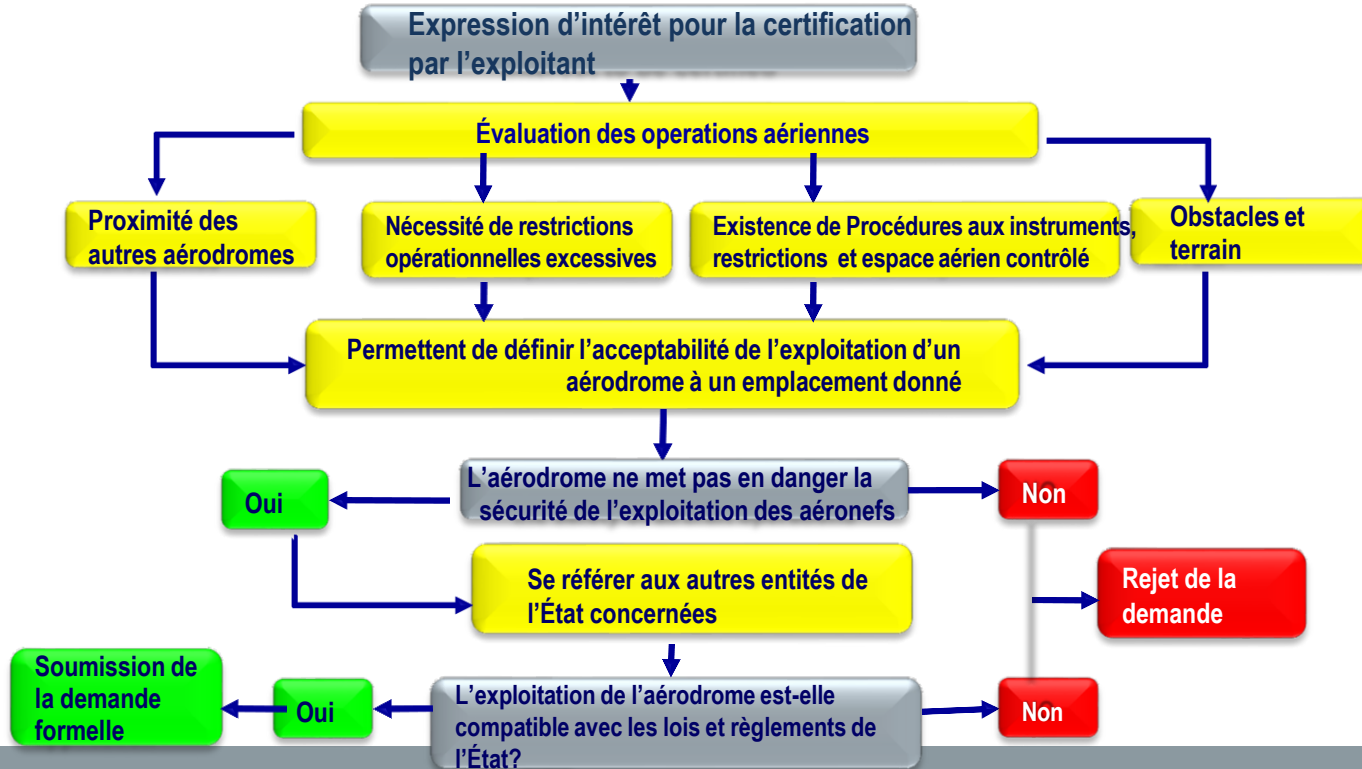 Expression d’intérêt pour la certification
par l’exploitant
Évaluation des operations aériennes
Proximité des
autres aérodromes
Nécessité de restrictions
opérationnelles excessives
Existence de Procédures aux instruments,
restrictions et espace aérien contrôlé
Obstacles et
terrain
Permettent de définir l’acceptabilité de l’exploitation d’un
aérodrome à un emplacement donné
L’aérodrome ne met pas en danger la
sécurité de l’exploitation des aéronefs
Oui
Non
Se référer aux autres entités de
l’État concernées
Rejet de la
demande
Soumission de
la demande
formelle
Oui
L’exploitation de l’aérodrome est-elle
compatible avec les lois et règlements de
l’État?
Non